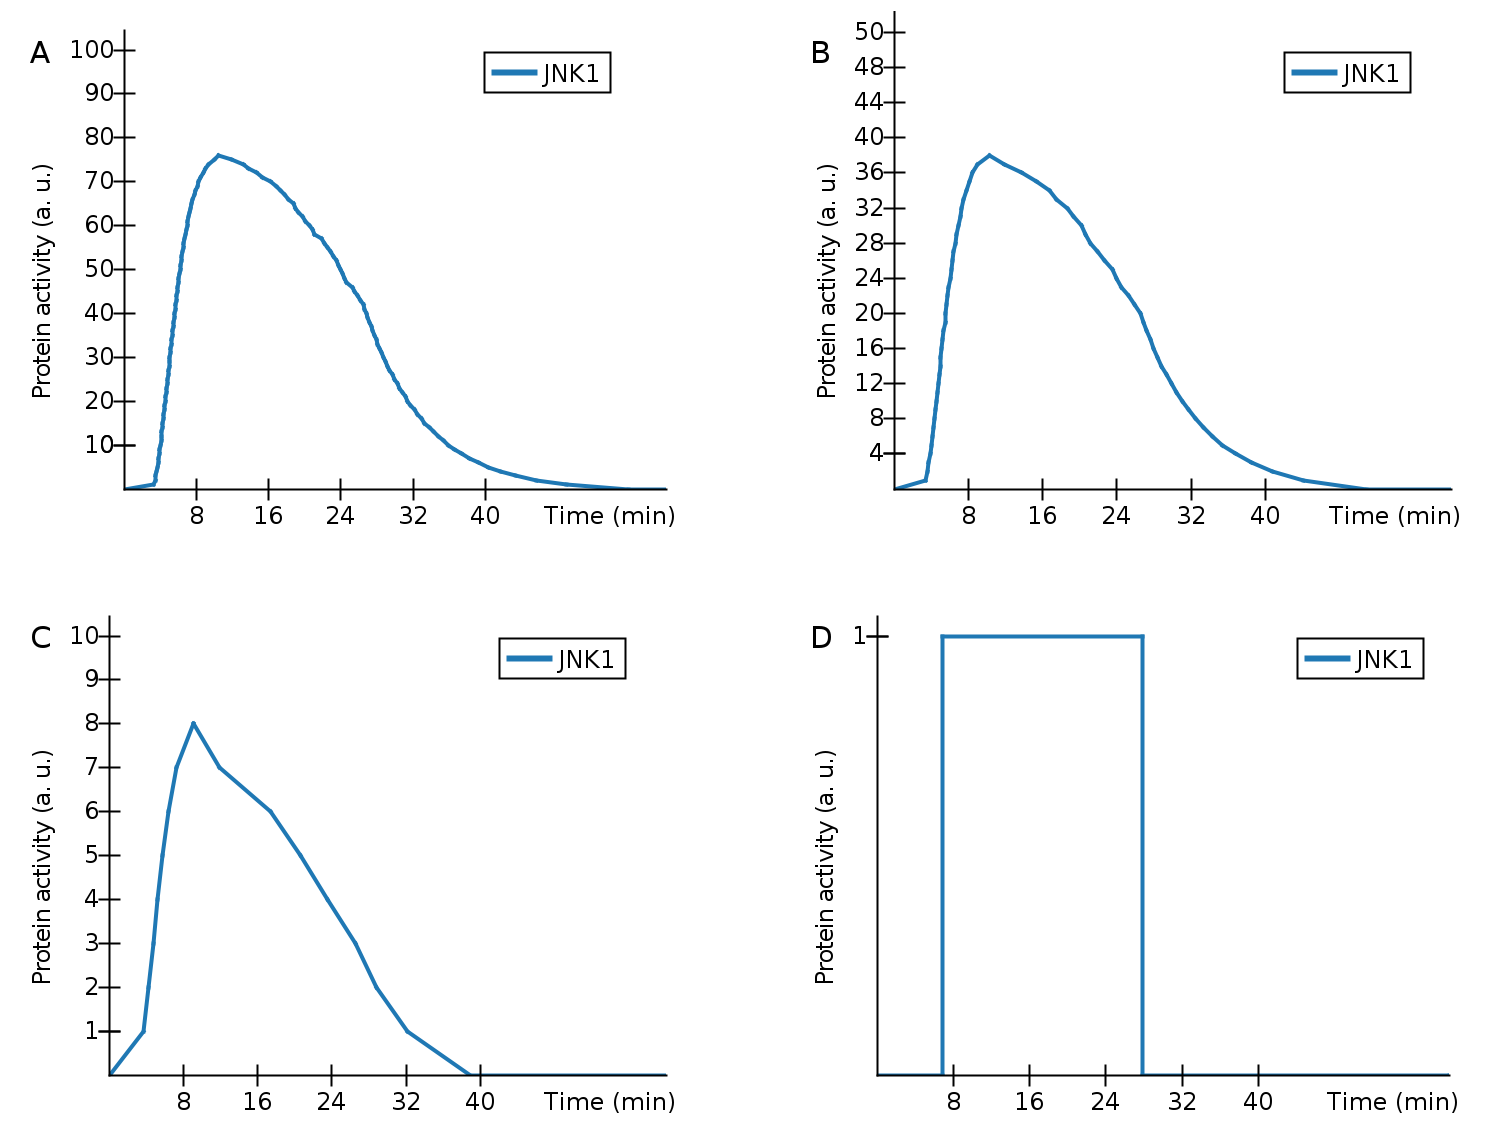 A
JNK1
100
90
80
70
60
50
40
30
20
10
Protein activity (a. u.)
8 16 24 32 40 Time (min)
B
JNK1
50
48
44
40
36
32
28
24
20
16
12
8
4
Protein activity (a. u.)
8 16 24 32 40 Time (min)
C
JNK1
10
9
8
7
6
5
4
3
2
1
Protein activity (a. u.)
8 16 24 32 40 Time (min)
D
JNK1
1
Protein activity (a. u.)
8 16 24 32 40 Time (min)